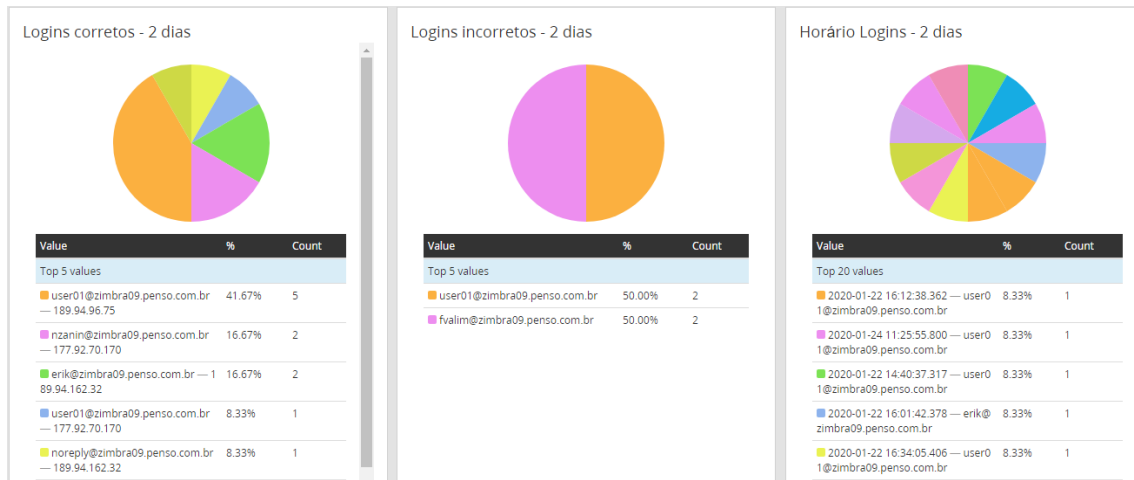 Logins corretos - 2 dias
Value % Count
Top 5 values
user01@zimbra09.penso.com.br 41.67% 5
— 189.94.96.75
nzanin@zimbra09.penso.com.br 16.67% 2
— 177.92.70.170
erik@zimbra09.penso.com.br — 1 16.67% 2
89.94.162.32
user01@zimbra09.penso.com.br 8.33% 1
— 177.92.70.170
noreply@zimbra09.penso.com.br 8.33% 1
— 189.94.162.32
Logins incorretos - 2 dias
Value % Count
Top 5 values
user01@zimbra09.penso.com.br 50.00% 2
fvalim@zimbra09.penso.com.br 50.00% 2
Horário Logins - 2 dias
Value % Count
Top 20 values
2020-01-22 16:12:38.362 — user0 8.33% 1
1@zimbra09.penso.com.br
2020-01-24 11:25:55.800 — user0 8.33% 1
1@zimbra09.penso.com.br
2020-01-22 14:40:37.317 — user0 8.33% 1
1@zimbra09.penso.com.br
2020-01-22 16:01:42.378 — erik@ 8.33% 1
zimbra09.penso.com.br
2020-01-22 16:34:05.406 — user0 8.33% 1
1@zimbra09.penso.com.br